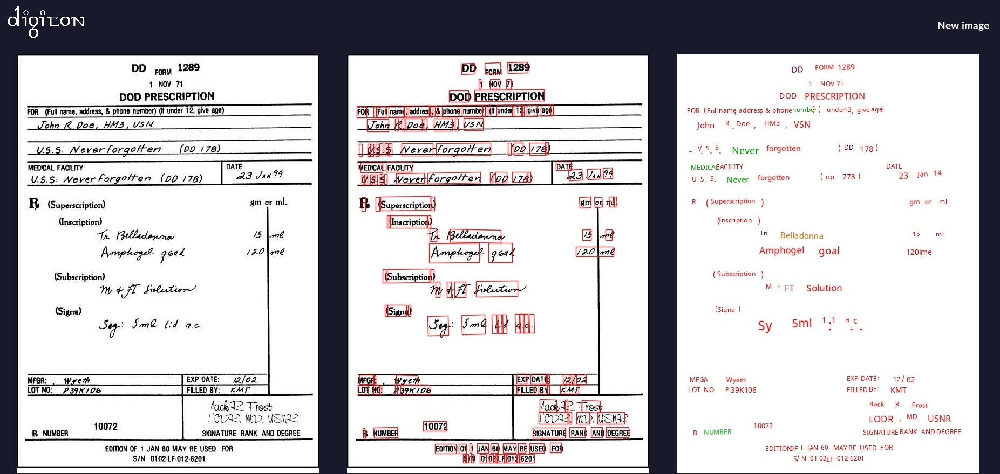 digiton
New image
DD FORM 1289
1 NOV 71
DOD PRESCRIPTION
FOR (Full name, address, & phone number) (If under 12, give age)
John R. Doe, HM3, USN
U.S.S. Neverforgotten (DD 178)
MEDICAL FACILITY
U.S.S. Neverforgotten (DD 178)
DATE
23 JAN 99
℞ (Superscription)
gm or ml.
(Inscription)
Tr Belladonna 15 ml
Amphogel qsad 120 ml
(Subscription)
M & ft Solution
(Signa)
Sig: 5ml tid a.c.
MFGR: Wyeth
EXP DATE: 12/02
LOT NO: P39K106
FILLED BY: KMT
Jack R Frost
LCDR, MD, USNR
℞ NUMBER 10072
SIGNATURE RANK AND DEGREE
EDITION OF 1 JAN 60 MAY BE USED FOR
S/N 0102-LF-012-6201
DD FORM 1289
1 NOV 71
DOD PRESCRIPTION
FOR (Full name, address, & phone number) (If under 12, give age)
John R. Doe, HM3, USN
U.S.S. Neverforgotten (DD 178)
MEDICAL FACILITY
U.S.S. Neverforgotten (DD 178)
DATE
23 JAN 99
℞ (Superscription)
gm or ml.
(Inscription)
Tr Belladonna 15 ml
Amphogel qsad 120 ml
(Subscription)
M & ft Solution
(Signa)
Sig: 5ml tid a.c.
MFGR: Wyeth
EXP DATE: 12/02
LOT NO: P39K106
FILLED BY: KMT
Jack R Frost
LCDR, MD, USNR
℞ NUMBER 10072
SIGNATURE RANK AND DEGREE
EDITION OF 1 JAN 60 MAY BE USED FOR
S/N 0102-LF-012-6201
DD FORM 1289
1 NOV 71
DOD PRESCRIPTION
FOR (Full name address & phone number) ( under 12, give age)
John R. Doe, HM3, VSN
- V.S.S. Never forgotten (DD 178)
MEDICAL FACILITY
DATE
U.S.S. Never forgotten (op 778)
23 Jan 14
R (Superscription)
gm or ml
(Inscription)
Tn Belladonna 15 ml
Amphogel goal 120lme
(Subscription)
M + FT Solution
(Signa)
Sy 5ml 1.1 a.c.
MFGA Wyeth
EXP DATE: 12/02
LOT NO P39K106
FILLED BY: KMT
4ack R Frost
LODR, MD USNR
10072
B NUMBER
SIGNATURE RANK AND DEGREE
EDITION OF 1 JAN 60 MAY BE USED FOR
S/N 0102-LF-012-6201